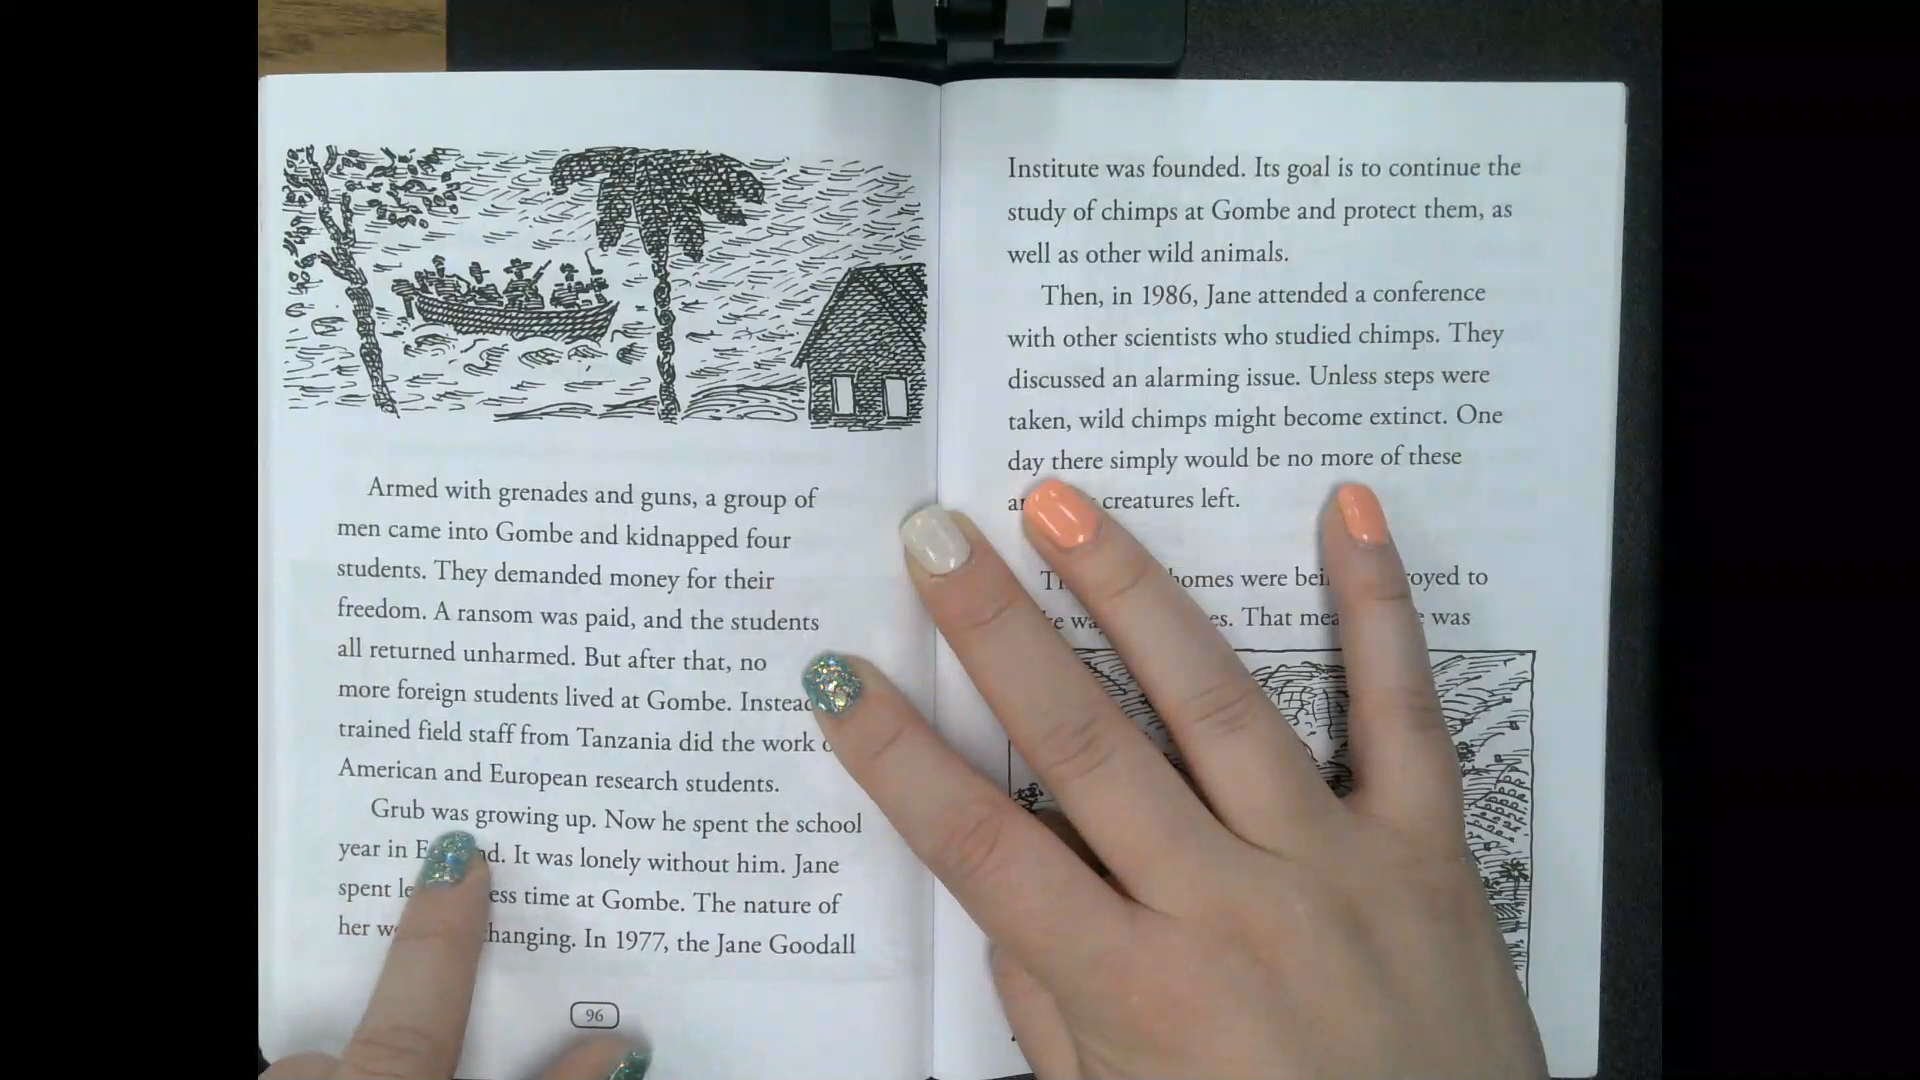 Armed with grenades and guns, a group of
men came into Gombe and kidnapped four
students. They demanded money for their
freedom. A ransom was paid, and the students
all returned unharmed. But after that, no
more foreign students lived at Gombe. Instead
trained field staff from Tanzania did the work
American and European research students.
Grub was growing up. Now he spent the school
year in It was lonely without him. Jane
spent time at Gombe. The nature of
her changing. In 1977, the Jane Goodall
96
Institute was founded. Its goal is to continue the
study of chimps at Gombe and protect them, as
well as other wild animals.
Then, in 1986, Jane attended a conference
with other scientists who studied chimps. They
discussed an alarming issue. Unless steps were
taken, wild chimps might become extinct. One
day there simply would be no more of these
creatures left.
homes were to
That was